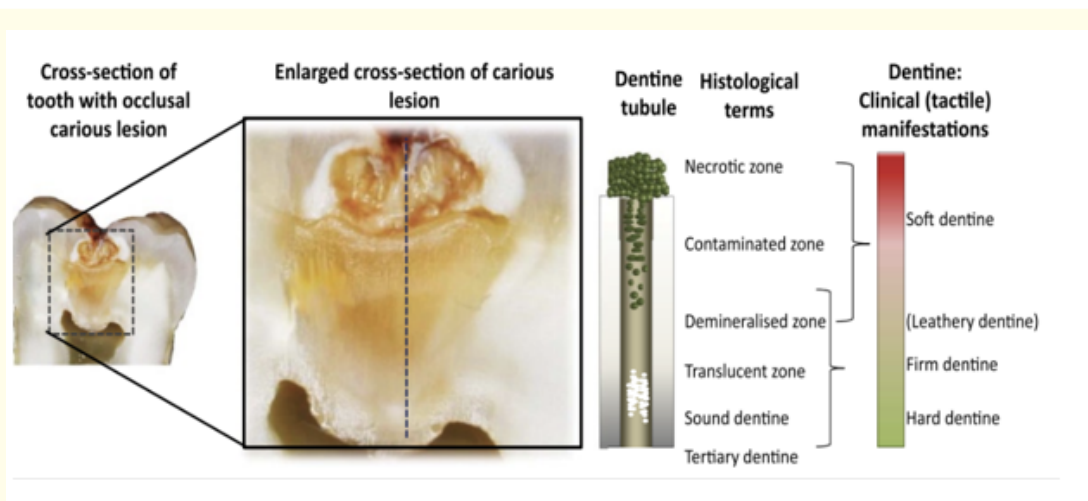 Cross-section of
tooth with occlusal
carious lesion
Enlarged cross-section of carious
lesion
Dentine
tubule
Histological
terms
Dentine:
Clinical (tactile)
manifestations
Necrotic zone
Contaminated zone
Demineralised zone
Translucent zone
Sound dentine
Tertiary dentine
Soft dentine
(Leathery dentine)
Firm dentine
Hard dentine